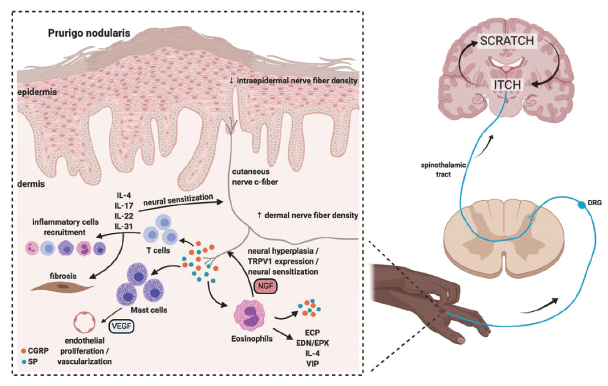 Prurigo nodularis
↓ intraepidermal nerve fiber density
epidermis
dermis
cutaneous
nerve c-fiber
IL-4
IL-17
IL-22
IL-31
neural sensitization
inflammatory cells
recruitment
T cells
↑ dermal nerve fiber density
neural hyperplasia /
TRPV1 expression /
neural sensitization
NGF
fibrosis
Mast cells
VEGF
endothelial
proliferation /
vascularization
Eosinophils
ECP
EDN/EPX
IL-4
VIP
CGRP
SP
SCRATCH
ITCH
spinothalamic
tract
DRG